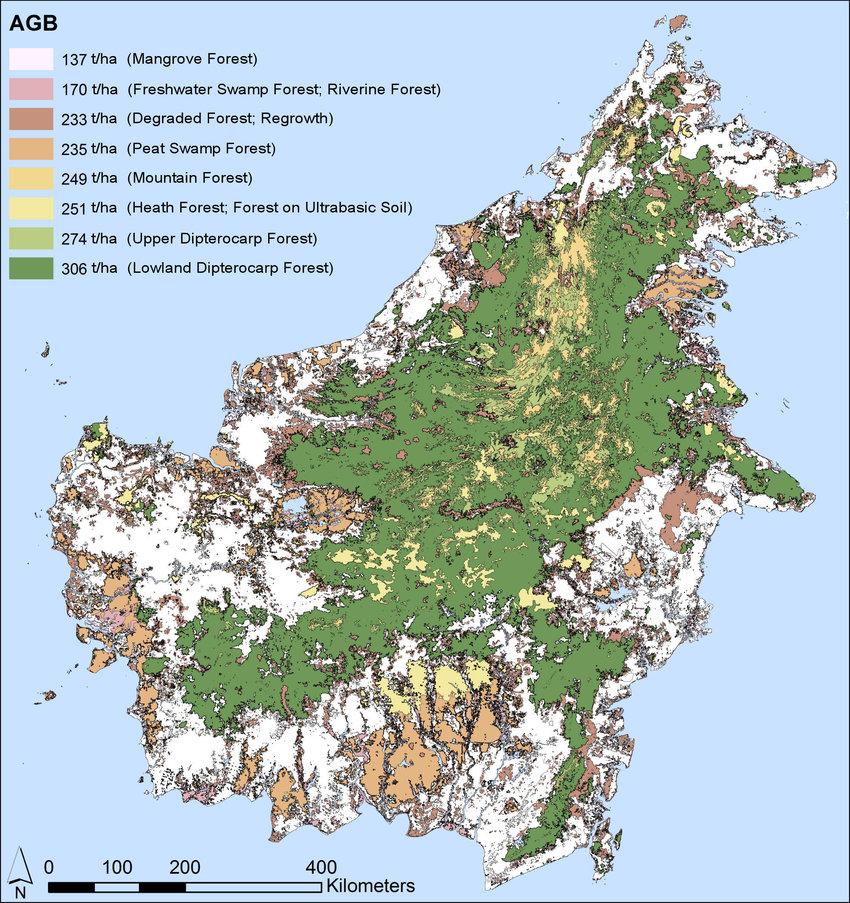 AGB
137 t/ha (Mangrove Forest)
170 t/ha (Freshwater Swamp Forest; Riverine Forest)
233 t/ha (Degraded Forest; Regrowth)
235 t/ha (Peat Swamp Forest)
249 t/ha (Mountain Forest)
251 t/ha (Heath Forest; Forest on Ultrabasic Soil)
274 t/ha (Upper Dipterocarp Forest)
306 t/ha (Lowland Dipterocarp Forest)
0 100 200 400
Kilometers
N